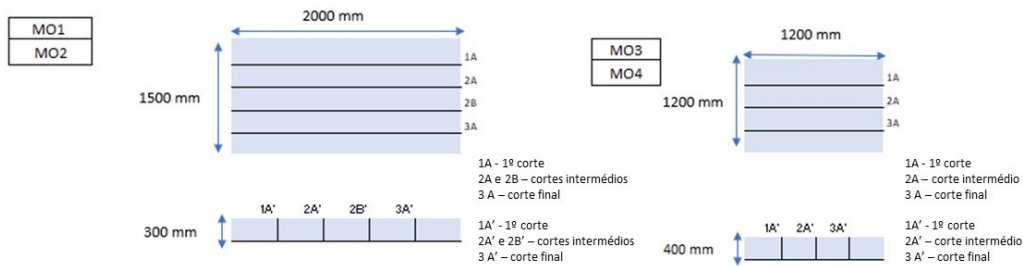 MO1
MO2
2000 mm
1500 mm
1A
2A
2B
3A
1A - 1º corte
2A e 2B – cortes intermédios
3 A – corte final
300 mm
1A' 2A' 2B' 3A'
1A' - 1º corte
2A' e 2B' – cortes intermédios
3 A' – corte final
MO3
MO4
1200 mm
1200 mm
1A
2A
3A
1A - 1º corte
2A – corte intermédio
3 A – corte final
400 mm
1A' 2A' 3A'
1A' - 1º corte
2A' – corte intermédio
3 A' – corte final